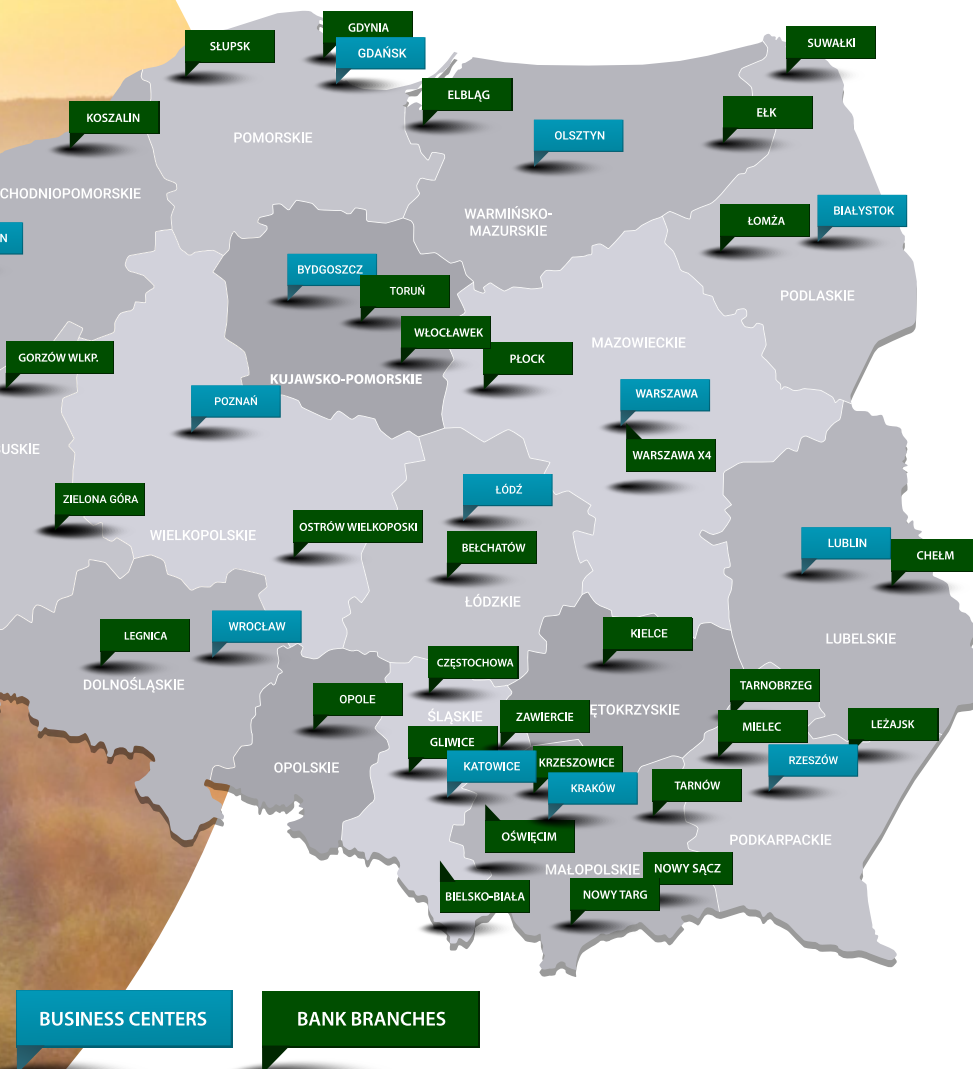 GDYNIA
SŁUPSK
GDAŃSK
SUWAŁKI
ELBLĄG
KOSZALIN
EŁK
POMORSKIE
OLSZTYN
CHODNIOPOMORSKIE
WARMIŃSKO-
MAZURSKIE
ŁOMŻA
BIAŁYSTOK
N
BYDGOSZCZ
TORUŃ
PODLASKIE
WŁOCŁAWEK
MAZOWIECKIE
GORZÓW WLKP.
PŁOCK
KUJAWSKO-POMORSKIE
POZNAŃ
WARSZAWA
USKIE
WARSZAWA X4
ŁÓDŹ
ZIELONA GÓRA
WIELKOPOLSKIE
OSTRÓW WIELKOPOSKI
BEŁCHATÓW
LUBLIN
CHEŁM
ŁÓDZKIE
LEGNICA
WROCŁAW
KIELCE
LUBELSKIE
CZĘSTOCHOWA
DOLNOŚLĄSKIE
OPOLE
TARNOBRZEG
ŚLĄSKIE
ZAWIERCIE
ĘTOKRZYSKIE
MIELEC
LEŻAJSK
GLIWICE
OPOLSKIE
KATOWICE
KRZESZOWICE
RZESZÓW
KRAKÓW
TARNÓW
OŚWIĘCIM
PODKARPACKIE
MAŁOPOLSKIE
NOWY SĄCZ
BIELSKO-BIAŁA
NOWY TARG
BUSINESS CENTERS
BANK BRANCHES